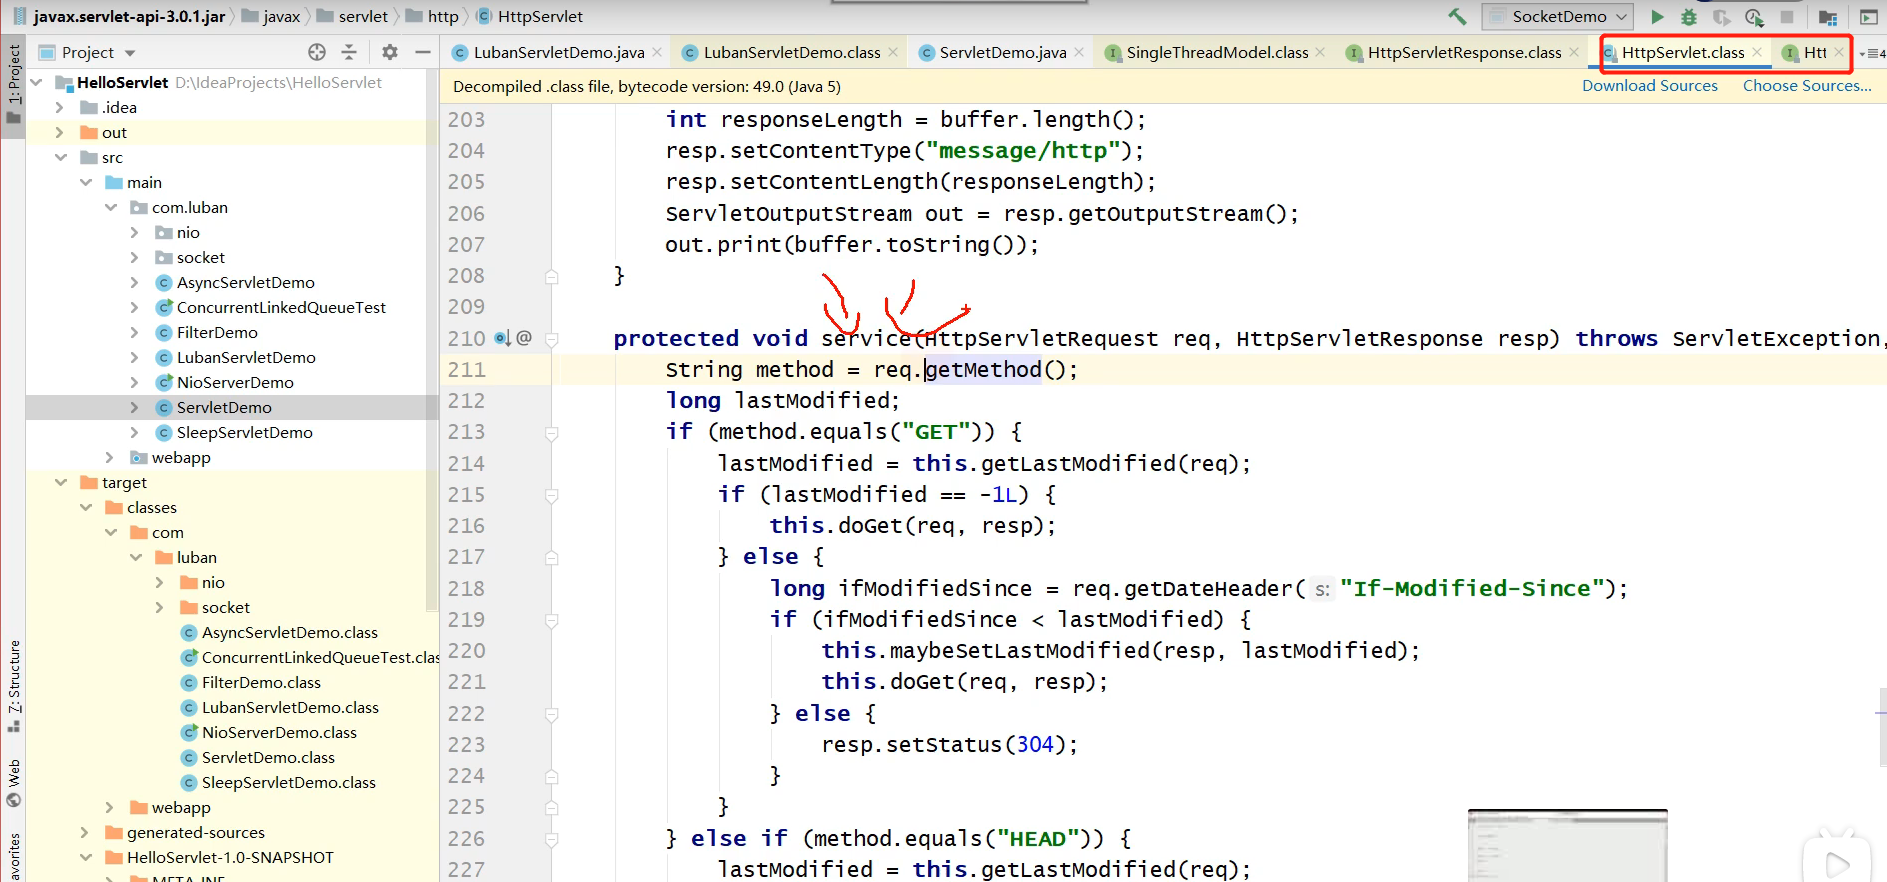 javax.servlet-api-3.0.1.jar javax servlet http HttpServlet
SocketDemo
Project
LubanServletDemo.java
LubanServletDemo.class
ServletDemo.java
SingleThreadModel.class
HttpServletResponse.class
HttpServlet.class
Htt
4
Decompiled .class file, bytecode version: 49.0 (Java 5)
Download Sources
Choose Sources...
1: Project
Z: Structure
Web
HelloServlet D:\IdeaProjects\HelloServlet
.idea
out
src
main
com.luban
nio
socket
AsyncServletDemo
ConcurrentLinkedQueueTest
FilterDemo
LubanServletDemo
NioServerDemo
ServletDemo
SleepServletDemo
webapp
target
classes
com
luban
nio
socket
AsyncServletDemo.class
ConcurrentLinkedQueueTest.clas
FilterDemo.class
LubanServletDemo.class
NioServerDemo.class
ServletDemo.class
SleepServletDemo.class
webapp
generated-sources
HelloServlet-1.0-SNAPSHOT
203 int responseLength = buffer.length();
204 resp.setContentType("message/http");
205 resp.setContentLength(responseLength);
206 ServletOutputStream out = resp.getOutputStream();
207 out.print(buffer.toString());
208 }
209
210 @ protected void service(HttpServletRequest req, HttpServletResponse resp) throws ServletException,
211 String method = req.getMethod();
212 long lastModified;
213 if (method.equals("GET")) {
214 lastModified = this.getLastModified(req);
215 if (lastModified == -1L) {
216 this.doGet(req, resp);
217 } else {
218 long ifModifiedSince = req.getDateHeader( s: "If-Modified-Since");
219 if (ifModifiedSince < lastModified) {
220 this.maybeSetLastModified(resp, lastModified);
221 this.doGet(req, resp);
222 } else {
223 resp.setStatus(304);
224 }
225 }
226 } else if (method.equals("HEAD")) {
227 lastModified = this.getLastModified(req);